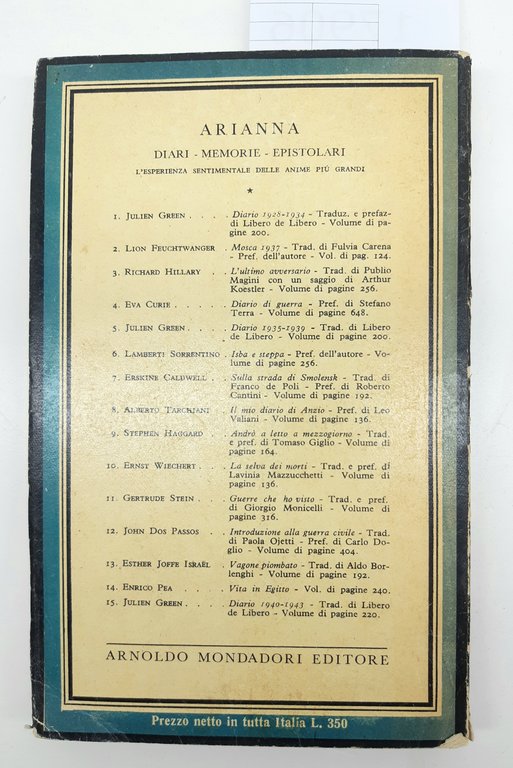 ARIANNA
DIARI - MEMORIE - EPISTOLARI
L'ESPERIENZA SENTIMENTALE DELLE ANIME PIÙ GRANDI
*
1. JULIEN GREEN . . . . Diario 1928-1934 - Traduz. e prefaz-
di Libero de Libero - Volume di pa-
gine 200.
2. LION FEUCHTWANGER . Mosca 1937 - Trad. di Fulvia Carena
- Pref. dell'autore - Vol. di pag. 124.
3. RICHARD HILLARY . . L'ultimo avversario - Trad. di Publio
Magini con un saggio di Arthur
Koestler - Volume di pagine 256.
4. EVA CURIE . . . . . Diario di guerra - Pref. di Stefano
Terra - Volume di pagine 648.
5. JULIEN GREEN . . . . Diario 1935-1939 - Trad. di Libero
de Libero - Volume di pagine 200.
6. LAMBERTI SORRENTINO . Isba e steppa - Pref. dell'autore - Vo-
lume di pagine 256.
7. ERSKINE CALDWELL . . Sulla strada di Smolensk - Trad. di
Franco de Poli - Pref. di Roberto
Cantini - Volume di pagine 192.
8. ALBERTO TARCHIANI . Il mio diario di Anzio - Pref. di Leo
Valiani - Volume di pagine 136.
9. STEPHEN HAGGARD . . Andrò a letto a mezzogiorno - Trad.
e pref. di Tomaso Giglio - Volume di
pagine 164.
10. ERNST WIECHERT . . . La selva dei morti - Trad. e pref. di
Lavinia Mazzucchetti - Volume di
pagine 136.
11. GERTRUDE STEIN . . . Guerre che ho visto - Trad. e pref.
di Giorgio Monicelli - Volume di
pagine 316.
12. JOHN DOS PASSOS . . Introduzione alla guerra civile - Trad.
di Paola Ojetti - Pref. di Carlo Do-
glio - Volume di pagine 404.
13. ESTHER JOFFE ISRAËL . Vagone piombato - Trad. di Aldo Bor-
lenghi - Volume di pagine 192.
14. ENRICO PEA . . . . Vita in Egitto - Vol. di pagine 240.
15. JULIEN GREEN . . . . Diario 1940-1943 - Trad. di Libero
de Libero - Volume di pagine 220.
ARNOLDO MONDADORI EDITORE
Prezzo netto in tutta Italia L. 350